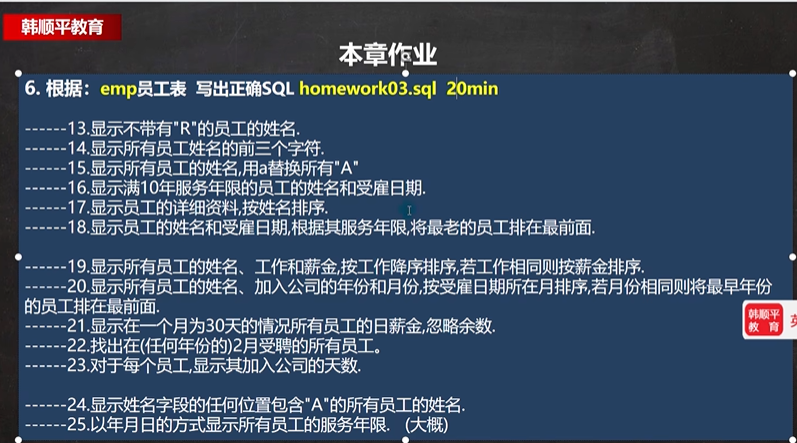 韩顺平教育
本章作业
6. 根据：emp员工表 写出正确SQL homework03.sql 20min
------13.显示不带有"R"的员工的姓名.
------14.显示所有员工姓名的前三个字符.
------15.显示所有员工的姓名,用a替换所有"A"
------16.显示满10年服务年限的员工的姓名和受雇日期.
------17.显示员工的详细资料,按姓名排序.
------18.显示员工的姓名和受雇日期,根据其服务年限,将最老的员工排在最前面.
------19.显示所有员工的姓名、工作和薪金,按工作降序排序,若工作相同则按薪金排序.
------20.显示所有员工的姓名、加入公司的年份和月份,按受雇日期所在月排序,若月份相同则将最早年份
的员工排在最前面.
------21.显示在一个月为30天的情况所有员工的日薪金,忽略余数.
------22.找出在(任何年份的)2月受聘的所有员工。
------23.对于每个员工,显示其加入公司的天数.
------24.显示姓名字段的任何位置包含"A"的所有员工的姓名.
------25.以年月日的方式显示所有员工的服务年限. (大概)
韩顺平
教 育
英